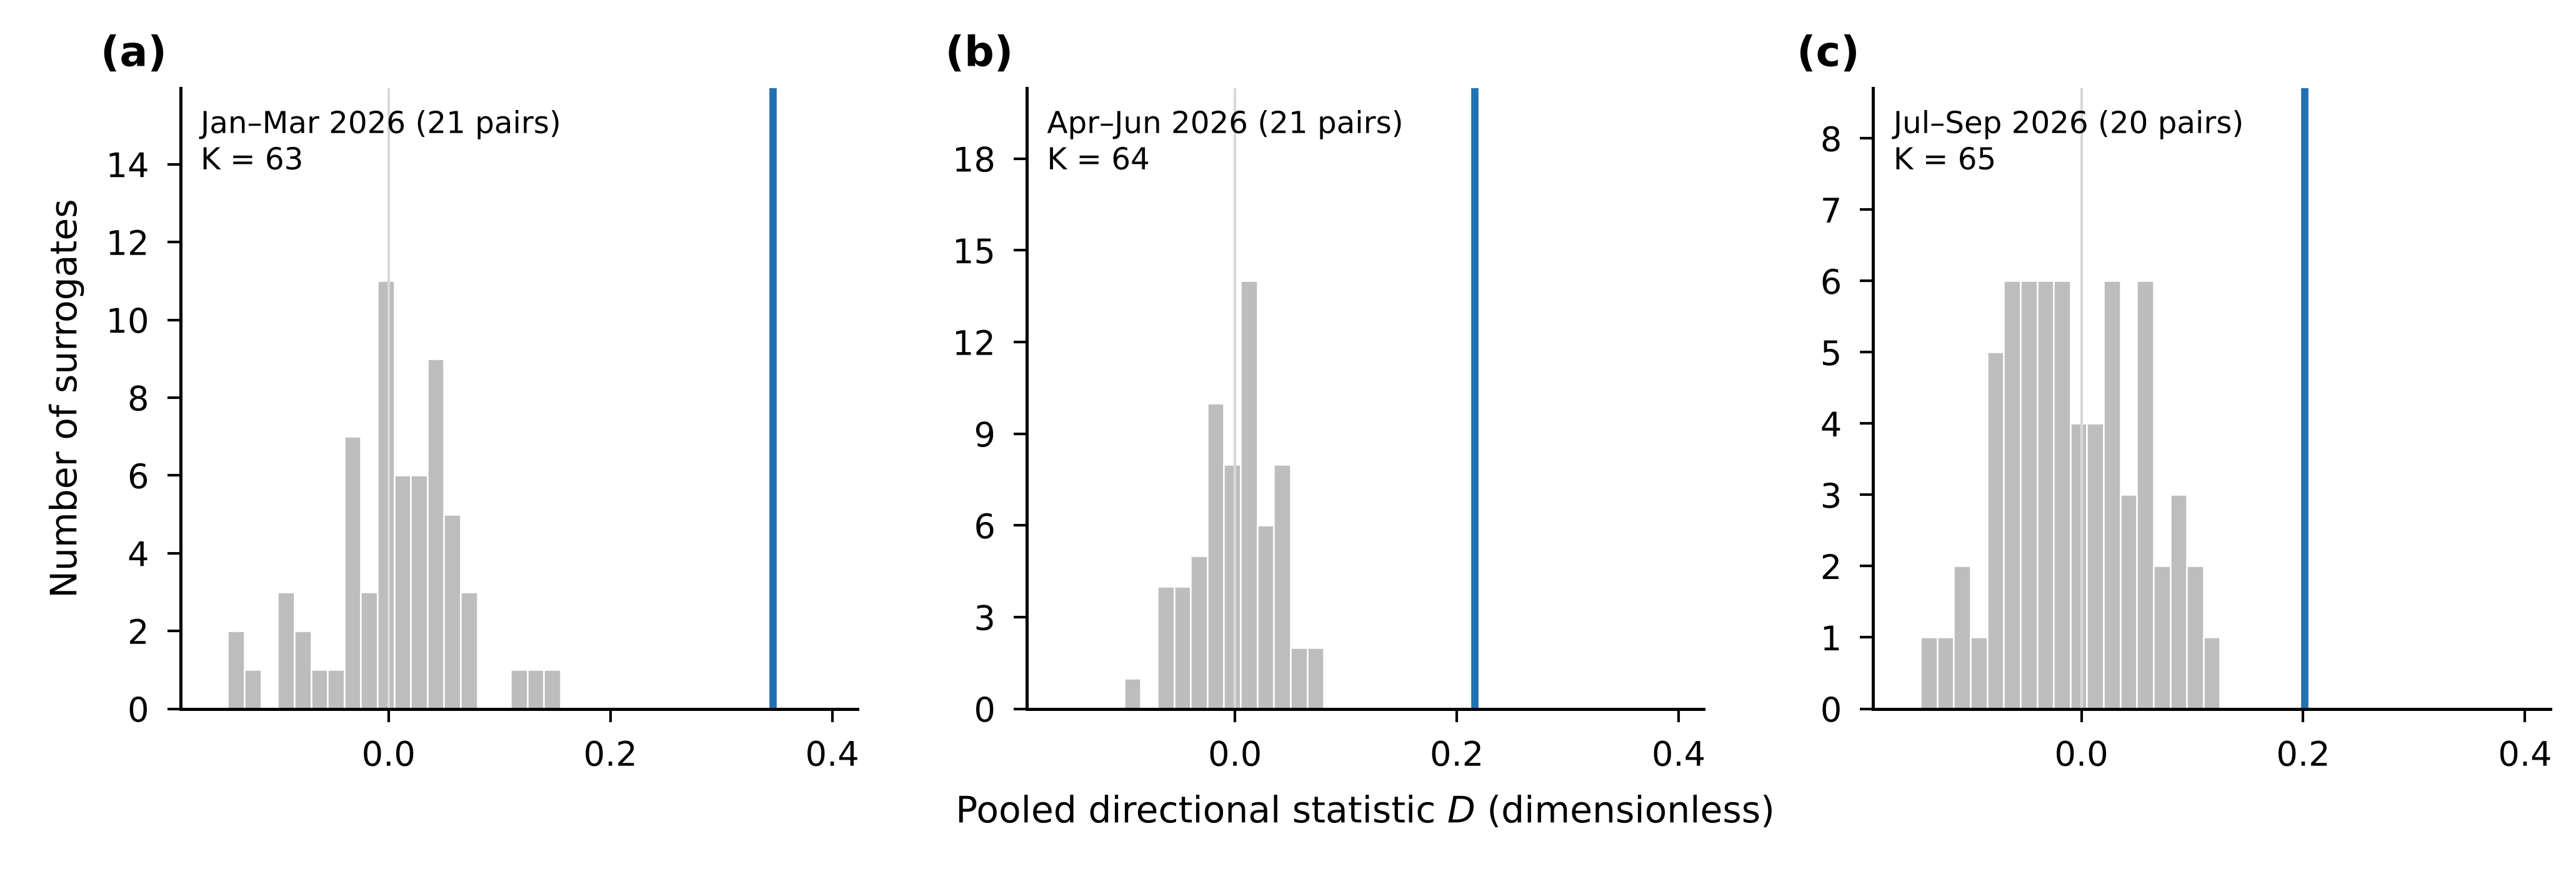 (a)
Jan–Mar 2026 (21 pairs)
K = 63
Number of surrogates
14
12
10
8
6
4
2
0
0.0 0.2 0.4
(b)
Apr–Jun 2026 (21 pairs)
K = 64
18
15
12
9
6
3
0
0.0 0.2 0.4
(c)
Jul–Sep 2026 (20 pairs)
K = 65
8
7
6
5
4
3
2
1
0
0.0 0.2 0.4
Pooled directional statistic D (dimensionless)